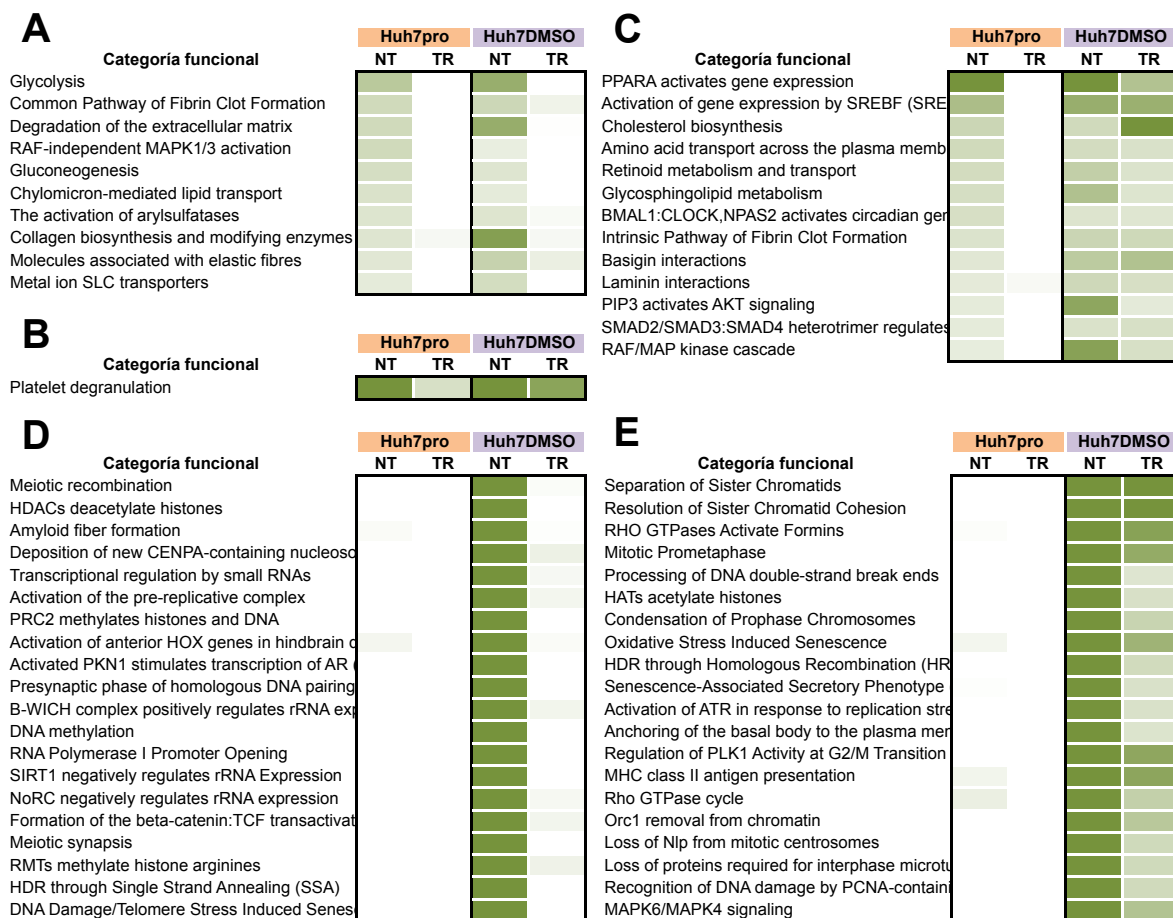 A
Huh7pro Huh7DMSO
Categoría funcional NT TR NT TR
Glycolysis
Common Pathway of Fibrin Clot Formation
Degradation of the extracellular matrix
RAF-independent MAPK1/3 activation
Gluconeogenesis
Chylomicron-mediated lipid transport
The activation of arylsulfatases
Collagen biosynthesis and modifying enzymes
Molecules associated with elastic fibres
Metal ion SLC transporters
B
Huh7pro Huh7DMSO
Categoría funcional NT TR NT TR
Platelet degranulation
C
Huh7pro Huh7DMSO
Categoría funcional NT TR NT TR
PPARA activates gene expression
Activation of gene expression by SREBF (SRE
Cholesterol biosynthesis
Amino acid transport across the plasma memb
Retinoid metabolism and transport
Glycosphingolipid metabolism
BMAL1:CLOCK,NPAS2 activates circadian ger
Intrinsic Pathway of Fibrin Clot Formation
Basigin interactions
Laminin interactions
PIP3 activates AKT signaling
SMAD2/SMAD3:SMAD4 heterotrimer regulates
RAF/MAP kinase cascade
D
Huh7pro Huh7DMSO
Categoría funcional NT TR NT TR
Meiotic recombination
HDACs deacetylate histones
Amyloid fiber formation
Deposition of new CENPA-containing nucleoso
Transcriptional regulation by small RNAs
Activation of the pre-replicative complex
PRC2 methylates histones and DNA
Activation of anterior HOX genes in hindbrain c
Activated PKN1 stimulates transcription of AR (
Presynaptic phase of homologous DNA pairing
B-WICH complex positively regulates rRNA exp
DNA methylation
RNA Polymerase I Promoter Opening
SIRT1 negatively regulates rRNA Expression
NoRC negatively regulates rRNA expression
Formation of the beta-catenin:TCF transactivat
Meiotic synapsis
RMTs methylate histone arginines
HDR through Single Strand Annealing (SSA)
DNA Damage/Telomere Stress Induced Senes
E
Huh7pro Huh7DMSO
Categoría funcional NT TR NT TR
Separation of Sister Chromatids
Resolution of Sister Chromatid Cohesion
RHO GTPases Activate Formins
Mitotic Prometaphase
Processing of DNA double-strand break ends
HATs acetylate histones
Condensation of Prophase Chromosomes
Oxidative Stress Induced Senescence
HDR through Homologous Recombination (HR
Senescence-Associated Secretory Phenotype
Activation of ATR in response to replication stre
Anchoring of the basal body to the plasma mer
Regulation of PLK1 Activity at G2/M Transition
MHC class II antigen presentation
Rho GTPase cycle
Orc1 removal from chromatin
Loss of Nlp from mitotic centrosomes
Loss of proteins required for interphase microtu
Recognition of DNA damage by PCNA-containi
MAPK6/MAPK4 signaling